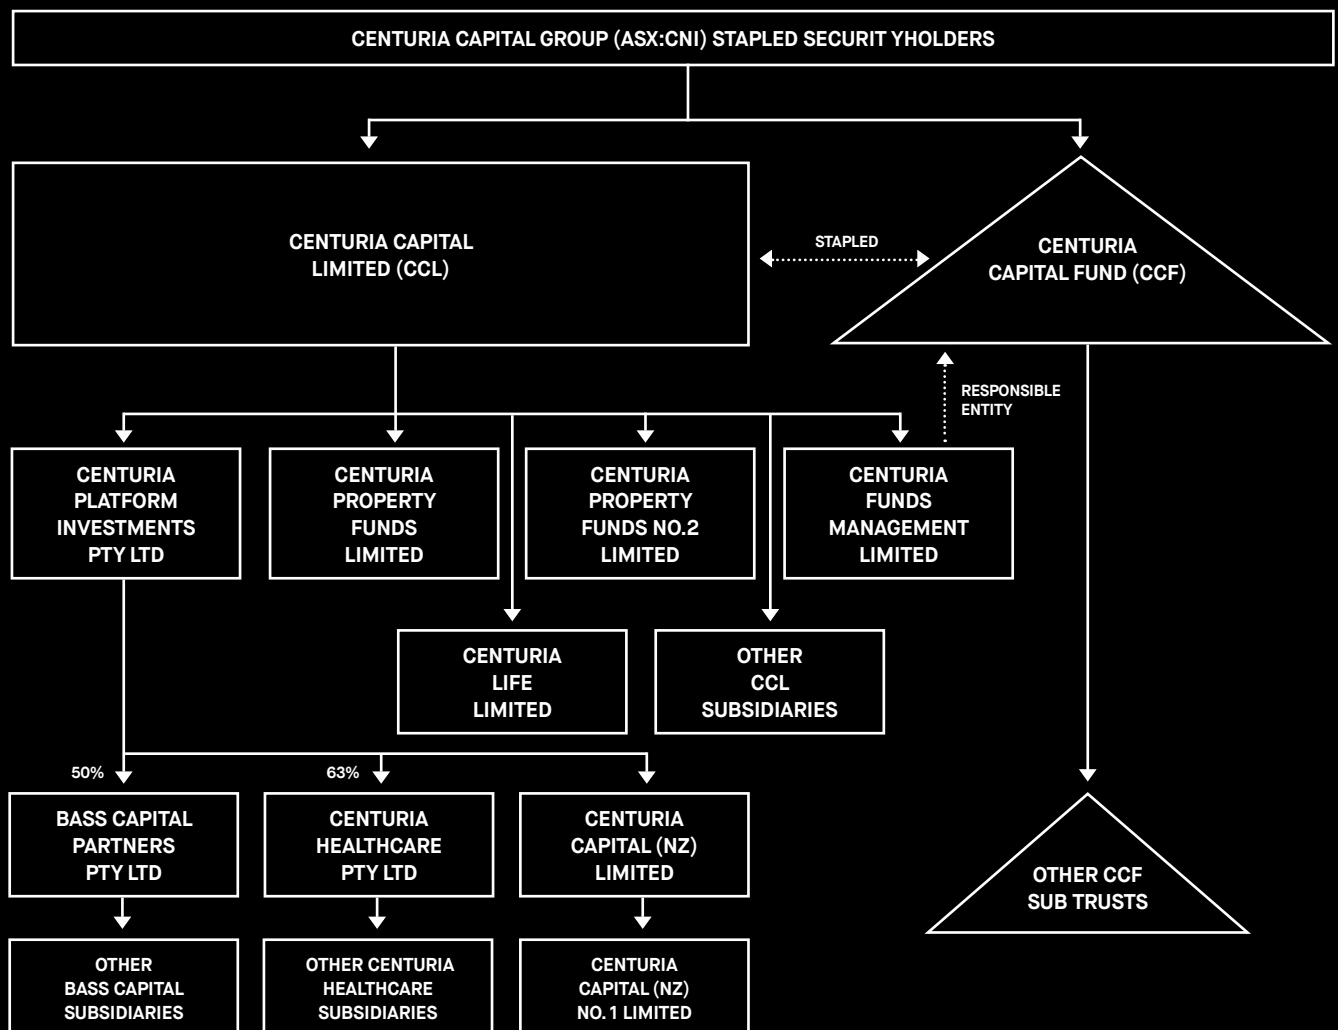 CENTURIA CAPITAL GROUP (ASX:CNI) STAPLED SECURIT YHOLDERS
CENTURIA CAPITAL
LIMITED (CCL)
STAPLED
CENTURIA
CAPITAL FUND (CCF)
RESPONSIBLE
ENTITY
CENTURIA
PLATFORM
INVESTMENTS
PTY LTD
CENTURIA
PROPERTY
FUNDS
LIMITED
CENTURIA
PROPERTY
FUNDS NO.2
LIMITED
CENTURIA
FUNDS
MANAGEMENT
LIMITED
CENTURIA
LIFE
LIMITED
OTHER
CCL
SUBSIDIARIES
50%
63%
BASS CAPITAL
PARTNERS
PTY LTD
CENTURIA
HEALTHCARE
PTY LTD
CENTURIA
CAPITAL (NZ)
LIMITED
OTHER CCF
SUB TRUSTS
OTHER
BASS CAPITAL
SUBSIDIARIES
OTHER CENTURIA
HEALTHCARE
SUBSIDIARIES
CENTURIA
CAPITAL (NZ)
NO.1 LIMITED